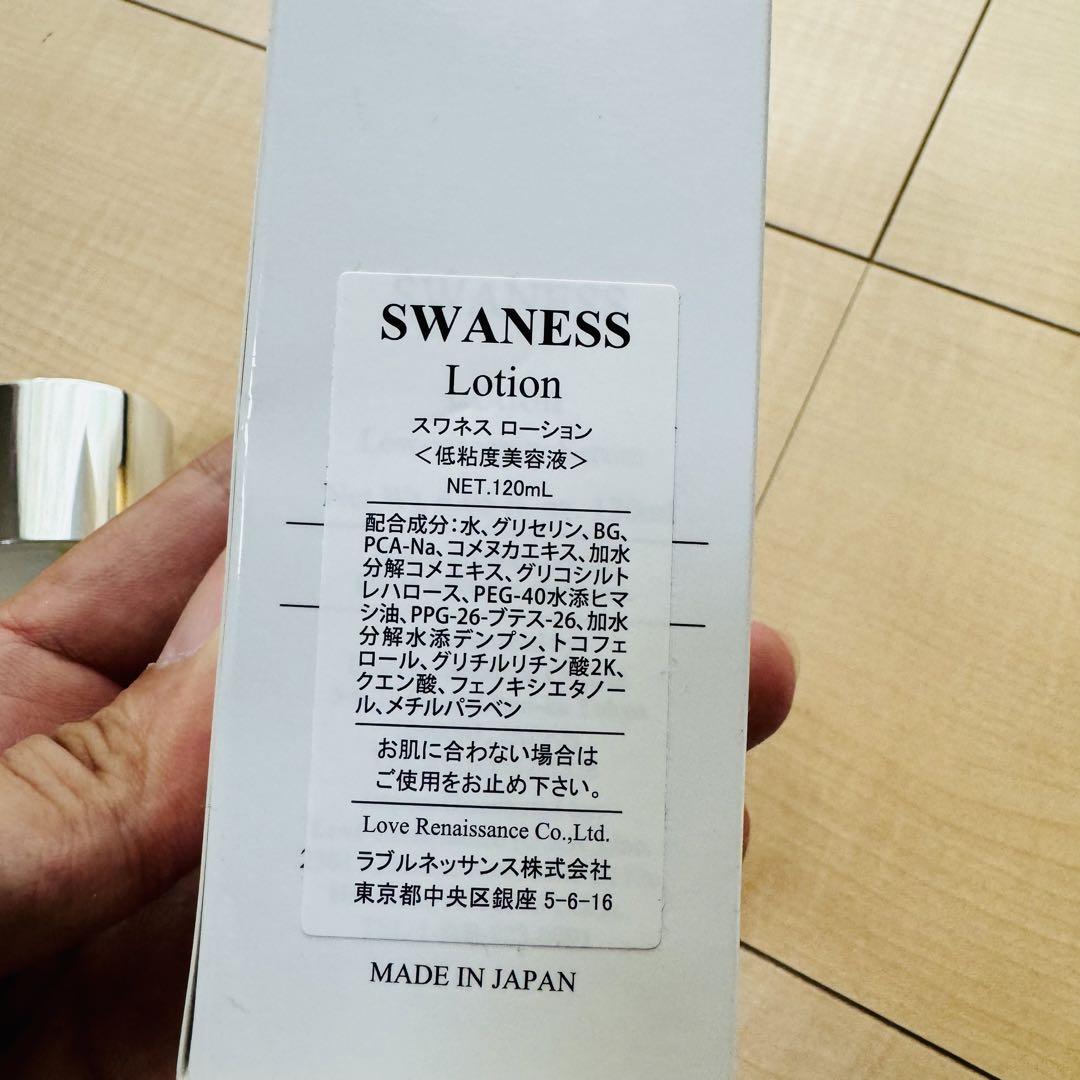 SWANESS
Lotion
スワネス ローション
＜低粘度美容液＞
NET.120mL
配合成分：水、グリセリン、BG、
PCA-Na、コメヌカエキス、加水
分解コメエキス、グリコシルト
レハロース、PEG-40水添ヒマ
シ油、PPG-26-ブテス-26、加水
分解水添デンプン、トコフェ
ロール、グリチルリチン酸2K、
クエン酸、フェノキシエタノー
ル、メチルパラベン
お肌に合わない場合は
ご使用をお止め下さい。
Love Renaissance Co.,Ltd.
ラブルネッサンス株式会社
東京都中央区銀座 5-6-16
MADE IN JAPAN